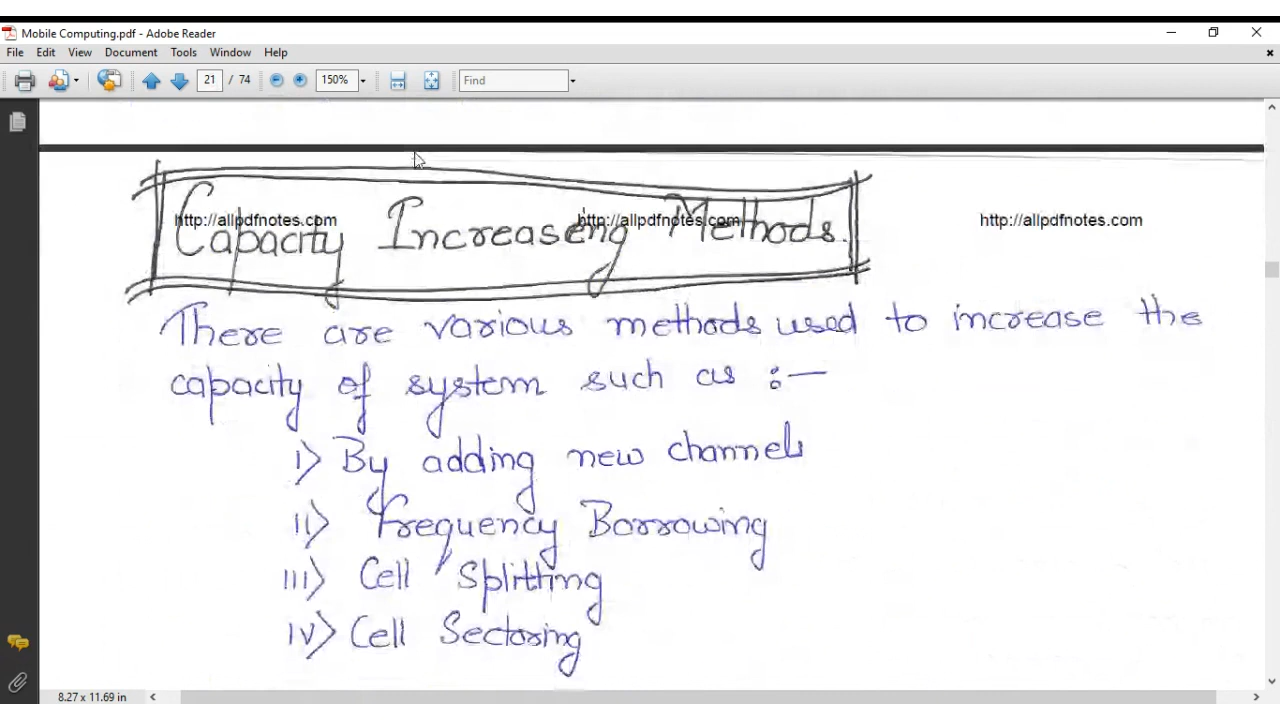 Mobile Computing.pdf - Adobe Reader
File Edit View Document Tools Window Help
21 / 74 150% Find
http://allpdfnotes.com http://allpdfnotes.com http://allpdfnotes.com
Capacity Increaseng Methods.
There are various methods used to increase the
capacity of system such as :—
i) By adding new channels
ii) Frequency Borrowing
iii) Cell Splitting
iv) Cell Sectoring
8.27 x 11.69 in